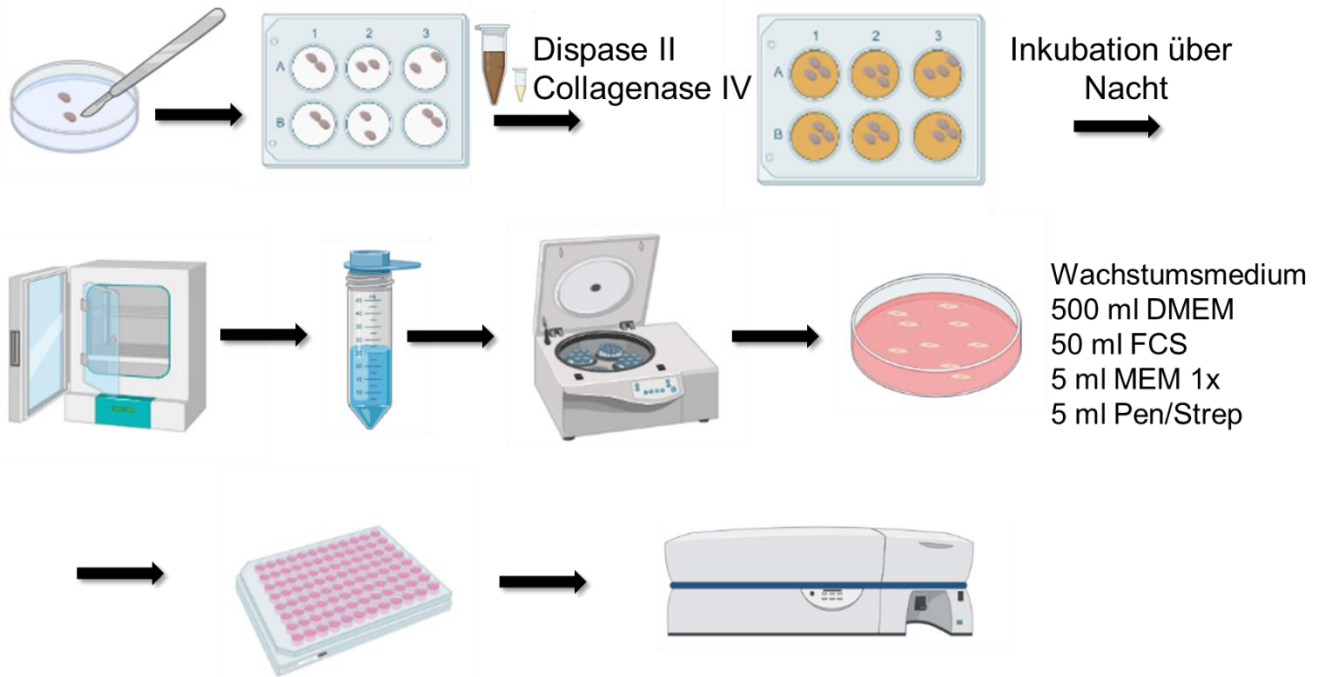 1 2 3
A
B
Dispase II
Collagenase IV
1 2 3
A
B
Inkubation über
Nacht
Wachstumsmedium
500 ml DMEM
50 ml FCS
5 ml MEM 1x
5 ml Pen/Strep